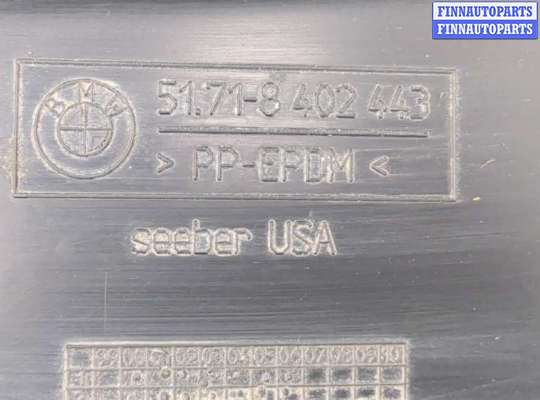 FINNAUTOPARTS
FINNAUTOPARTS
BMW
51.71-8 402 443
> PP-EPDM <
seeber USA